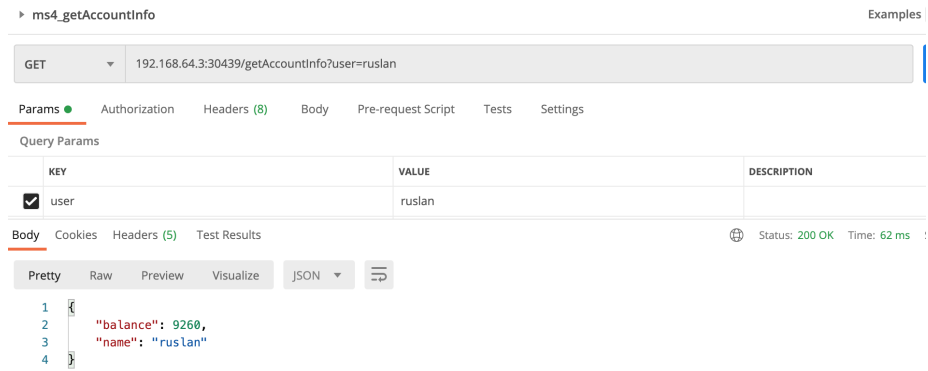 ms4_getAccountInfo Examples
GET 192.168.64.3:30439/getAccountInfo?user=ruslan
Params Authorization Headers (8) Body Pre-request Script Tests Settings
Query Params
KEY VALUE DESCRIPTION
user ruslan
Body Cookies Headers (5) Test Results Status: 200 OK Time: 62 ms
Pretty Raw Preview Visualize JSON
1 {
2 "balance": 9260,
3 "name": "ruslan"
4 }